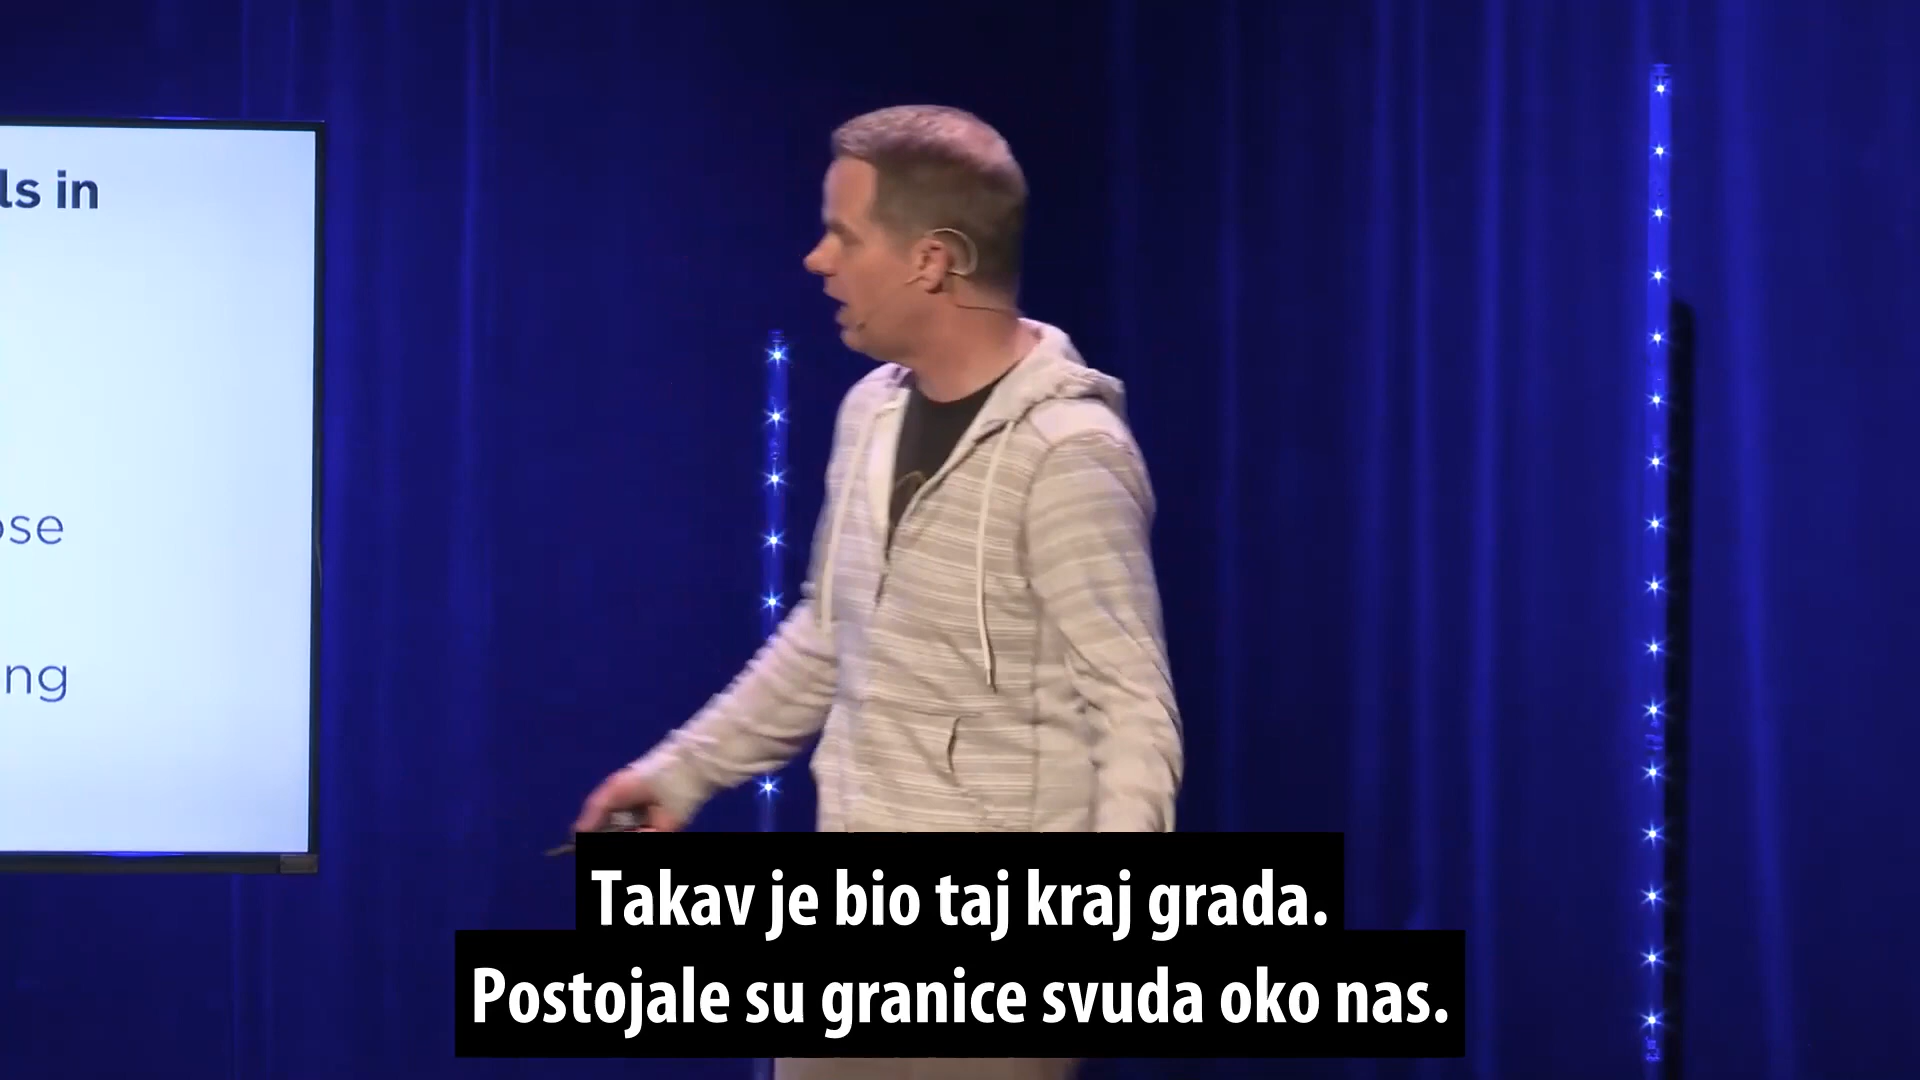 ls in
ose
ng
Takav je bio taj kraj grada.
Postojale su granice svuda oko nas.